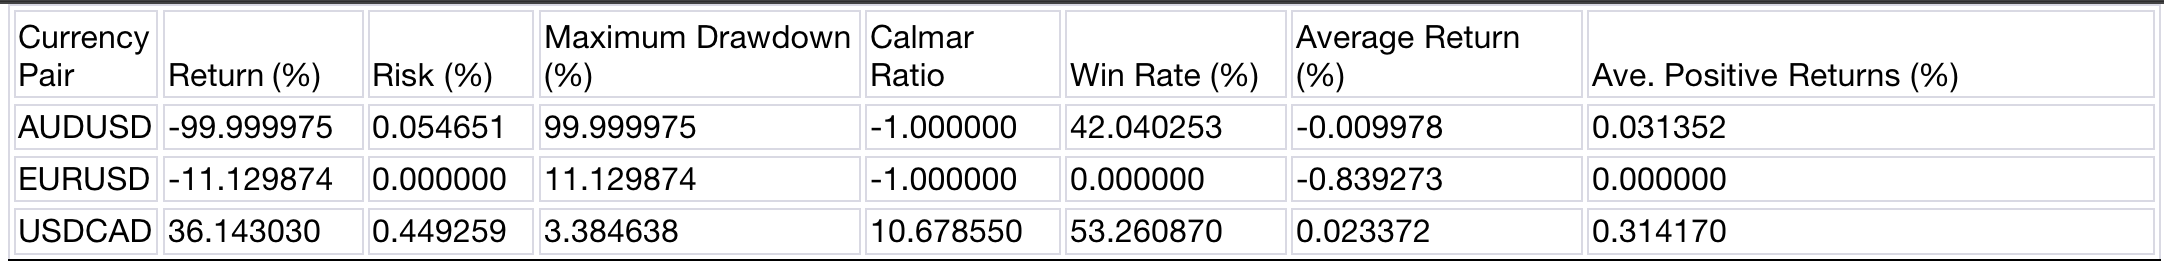 Currency Pair | Return (%) | Risk (%) | Maximum Drawdown (%) | Calmar Ratio | Win Rate (%) | Average Return (%) | Ave. Positive Returns (%)
AUDUSD | -99.999975 | 0.054651 | 99.999975 | -1.000000 | 42.040253 | -0.009978 | 0.031352
EURUSD | -11.129874 | 0.000000 | 11.129874 | -1.000000 | 0.000000 | -0.839273 | 0.000000
USDCAD | 36.143030 | 0.449259 | 3.384638 | 10.678550 | 53.260870 | 0.023372 | 0.314170